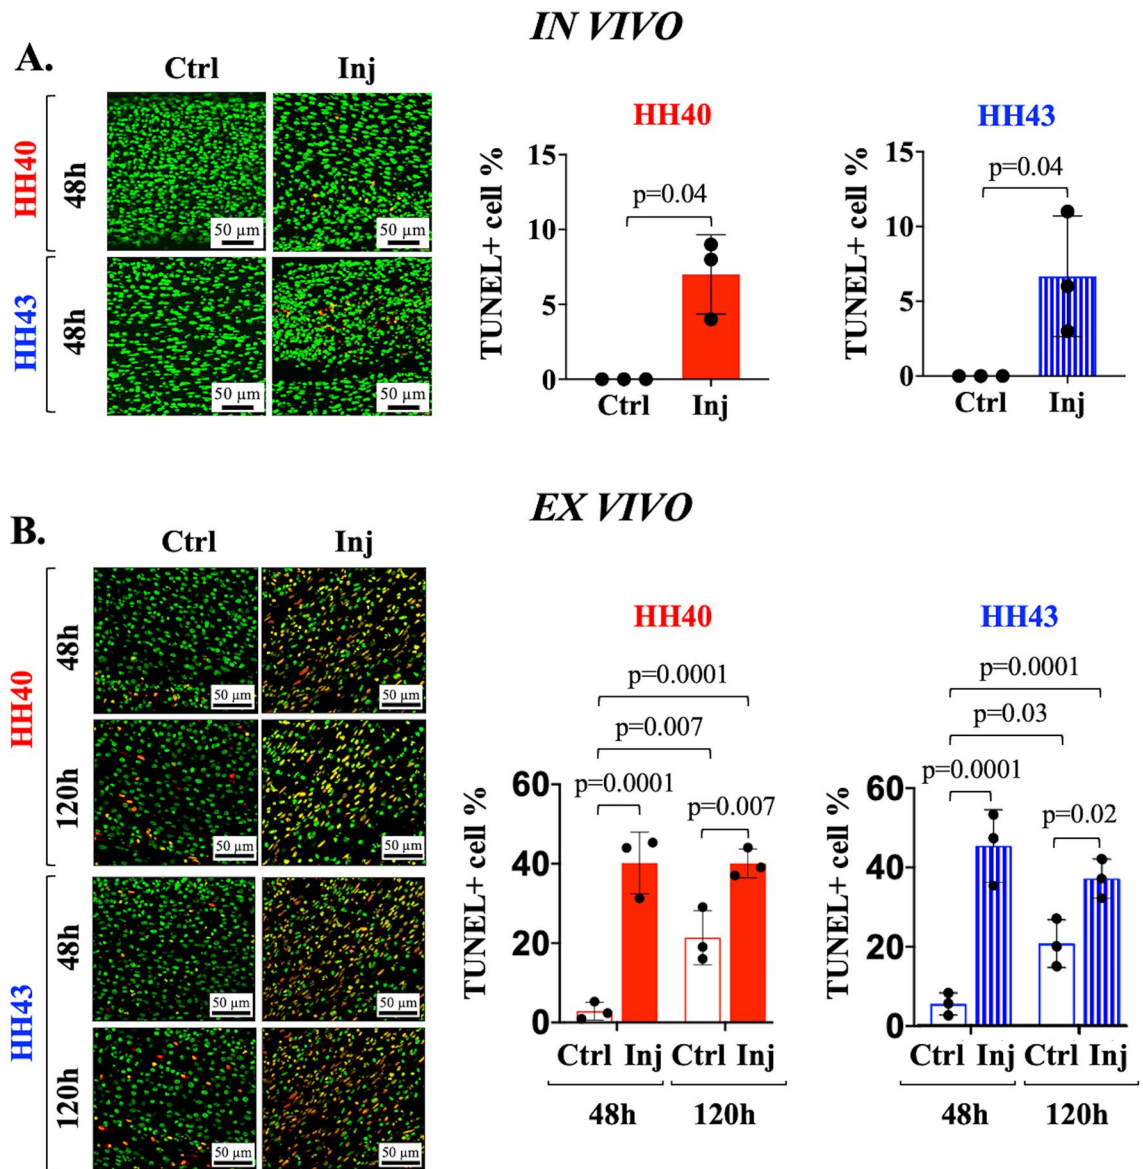 IN VIVO
A.
Ctrl Inj
HH40
48h
50 µm
50 µm
HH43
48h
50 µm
50 µm
HH40
TUNEL+ cell %
15
10
5
0
p=0.04
Ctrl Inj
HH43
TUNEL+ cell %
15
10
5
0
p=0.04
Ctrl Inj
EX VIVO
B.
Ctrl Inj
HH40
48h
50 µm
50 µm
120h
50 µm
50 µm
HH43
48h
50 µm
50 µm
120h
50 µm
50 µm
HH40
p=0.0001
p=0.007
p=0.0001
p=0.007
TUNEL+ cell %
60
40
20
0
Ctrl Inj Ctrl Inj
48h 120h
HH43
p=0.0001
p=0.03
p=0.0001
p=0.02
TUNEL+ cell %
60
40
20
0
Ctrl Inj Ctrl Inj
48h 120h